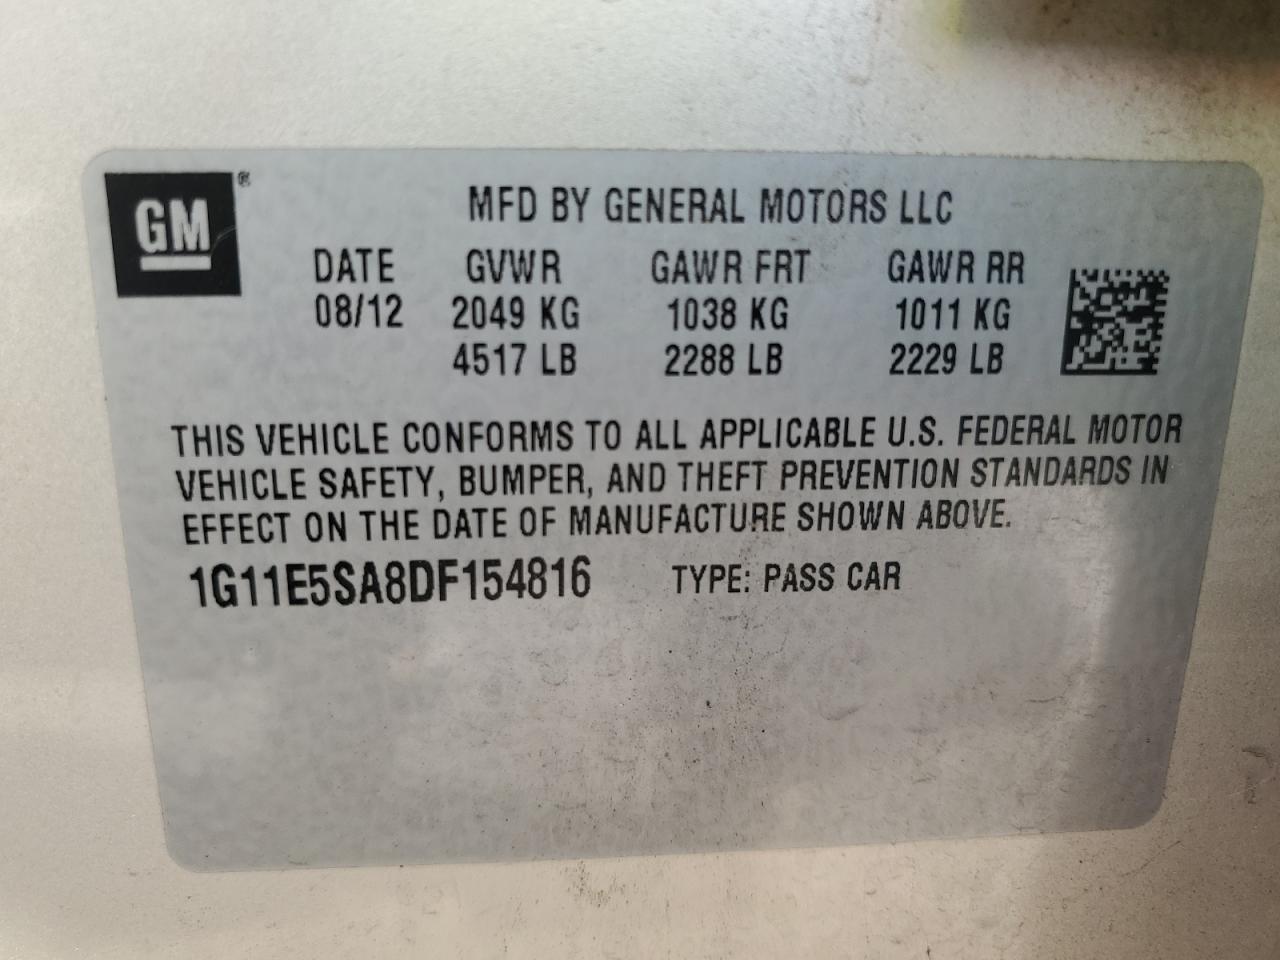 GM®
MFD BY GENERAL MOTORS LLC
DATE GVWR GAWR FRT GAWR RR
08/12 2049 KG 1038 KG 1011 KG
4517 LB 2288 LB 2229 LB
THIS VEHICLE CONFORMS TO ALL APPLICABLE U.S. FEDERAL MOTOR
VEHICLE SAFETY, BUMPER, AND THEFT PREVENTION STANDARDS IN
EFFECT ON THE DATE OF MANUFACTURE SHOWN ABOVE.
1G11E5SA8DF154816 TYPE: PASS CAR